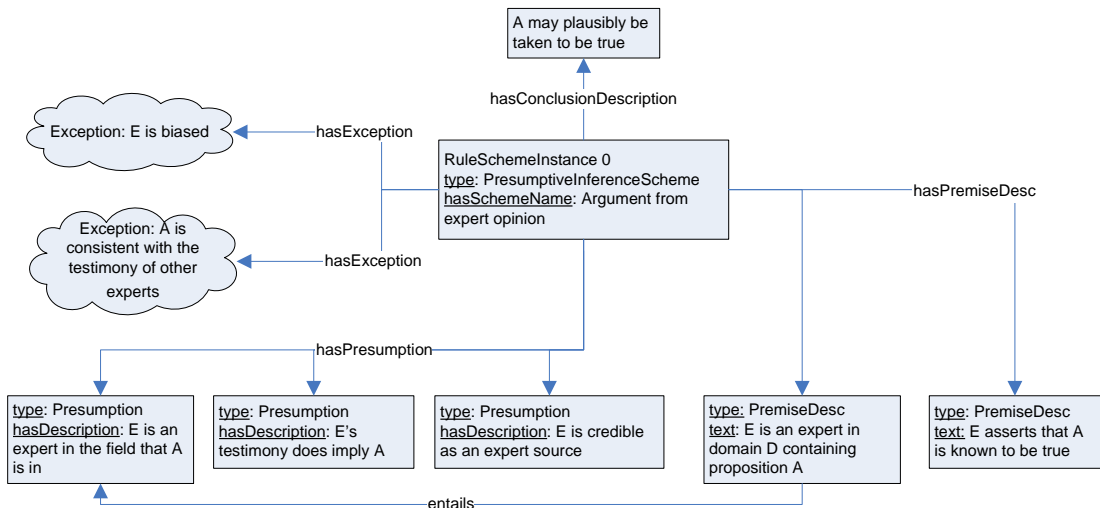 A may plausibly be
taken to be true
hasConclusionDescription
Exception: E is biased
hasException
RuleSchemeInstance 0
type: PresumptiveInferenceScheme
hasSchemeName: Argument from
expert opinion
hasPremiseDesc
Exception: A is
consistent with the
testimony of other
experts
hasException
hasPresumption
type: Presumption
hasDescription: E is an
expert in the field that A
is in
type: Presumption
hasDescription: E's
testimony does imply A
type: Presumption
hasDescription: E is credible
as an expert source
type: PremiseDesc
text: E is an expert in
domain D containing
proposition A
type: PremiseDesc
text: E asserts that A
is known to be true
entails